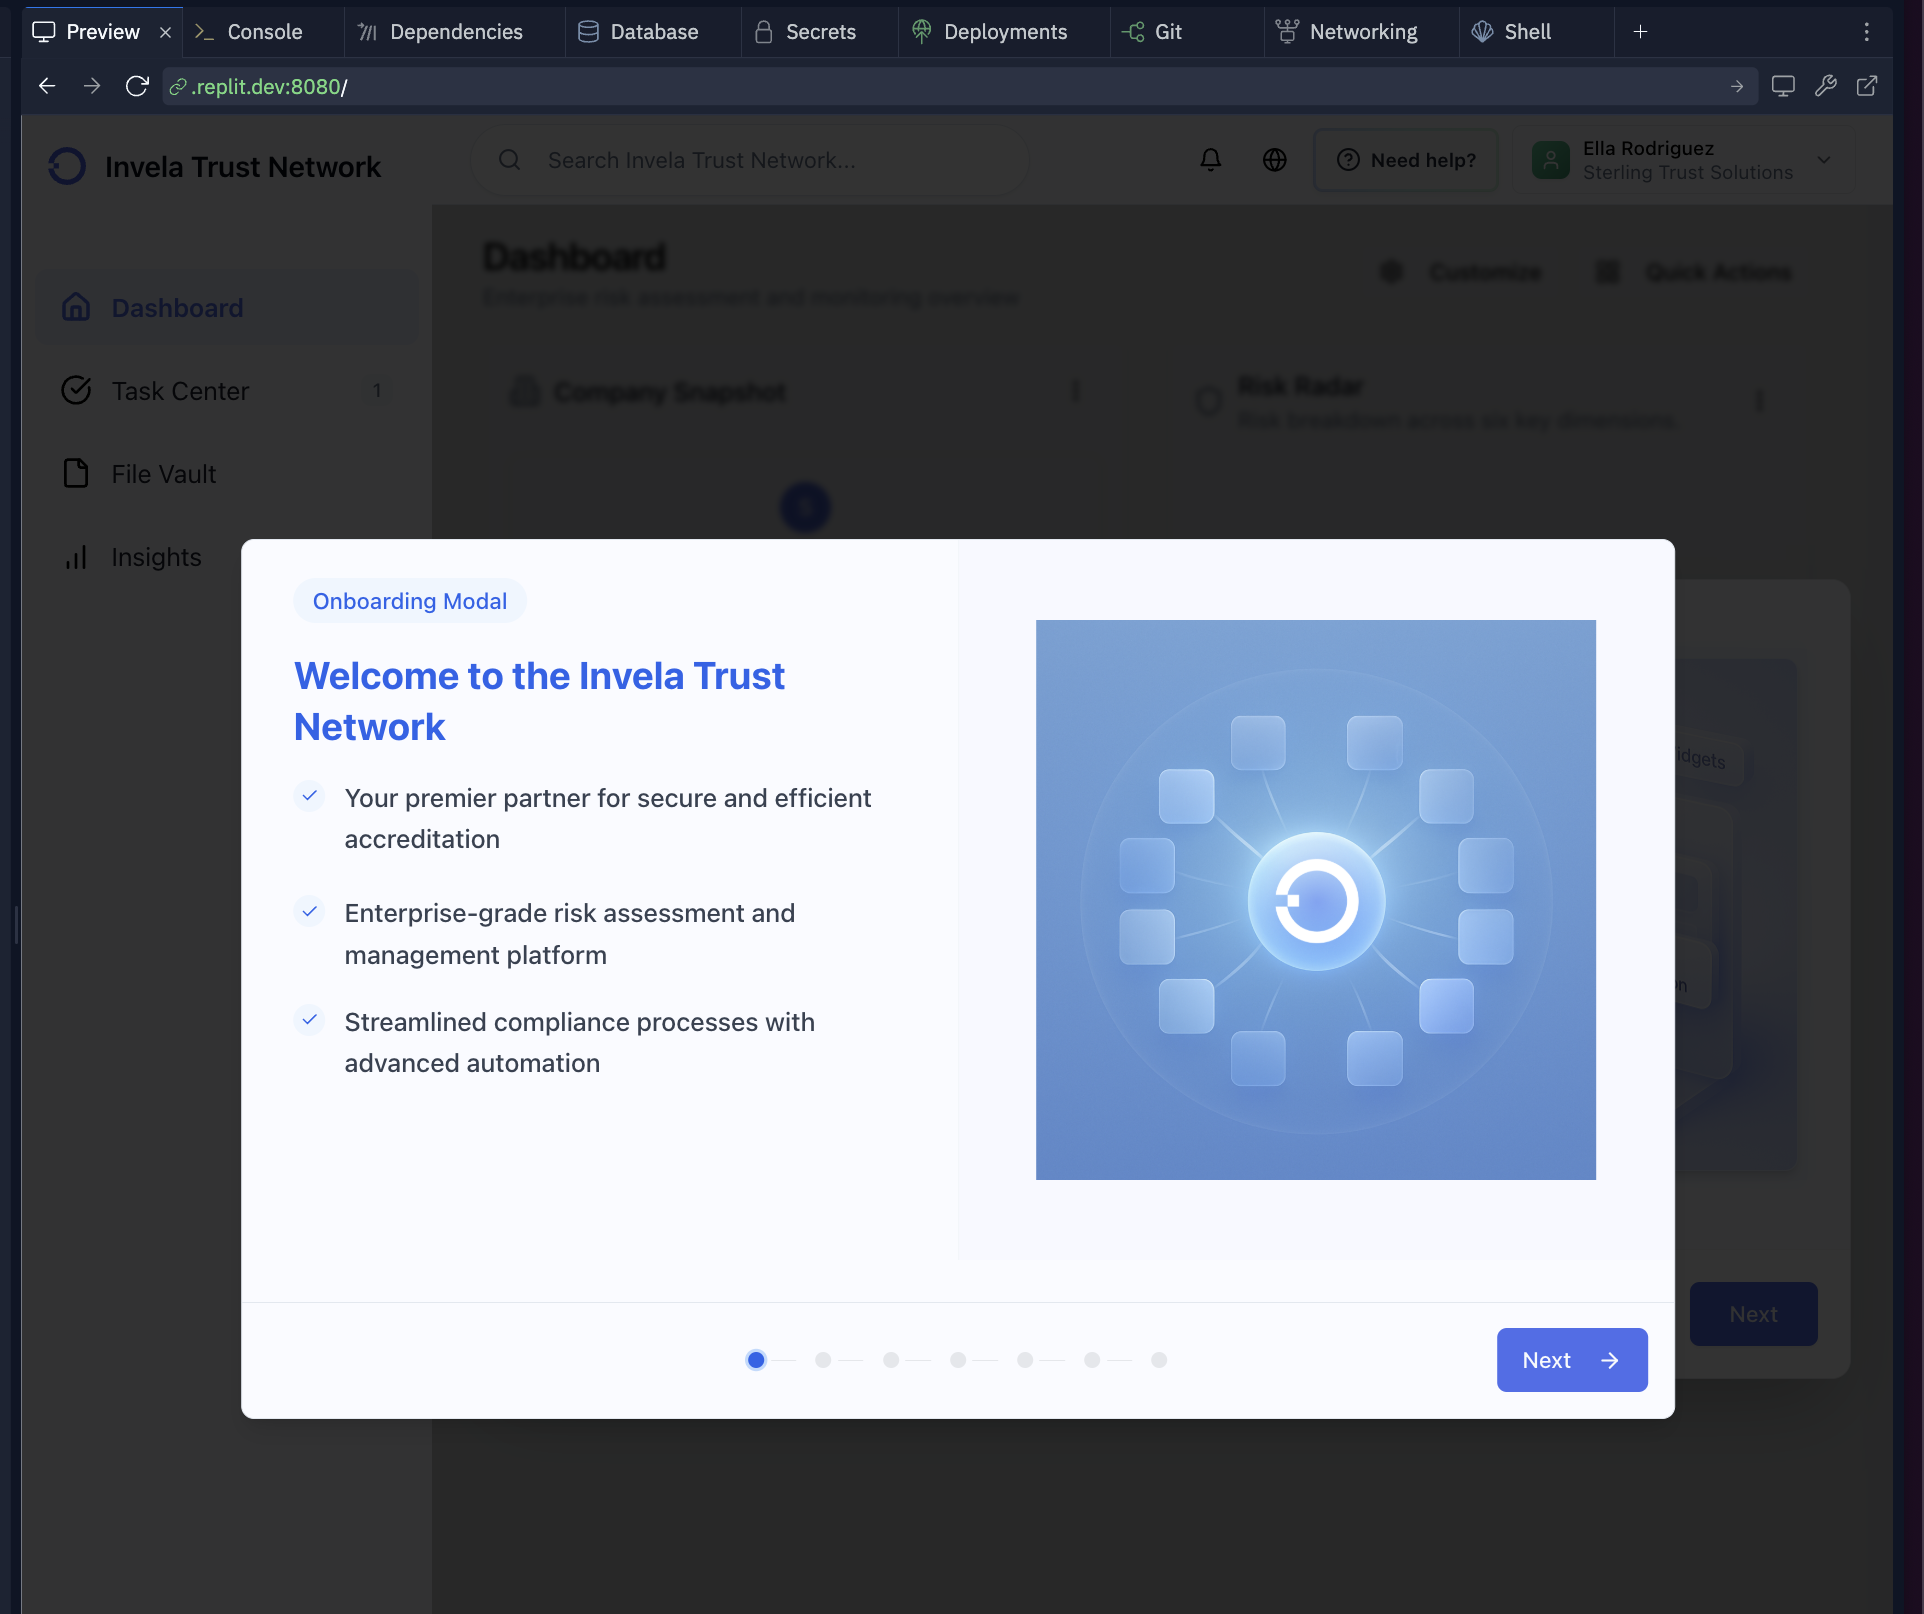 Preview
Console
Dependencies
Database
Secrets
Deployments
Git
Networking
Shell
.replit.dev:8080/
Invela Trust Network
Search Invela Trust Network...
Need help?
Ella Rodriguez
Sterling Trust Solutions
Dashboard
Enterprise risk assessment and monitoring overview
Customize
Quick Actions
Dashboard
Task Center
1
File Vault
Insights
Company Snapshot
Risk Radar
Risk breakdown across six key dimensions
Onboarding Modal
Welcome to the Invela Trust
Network
Your premier partner for secure and efficient
accreditation
Enterprise-grade risk assessment and
management platform
Streamlined compliance processes with
advanced automation
idgets
on
Next
Next